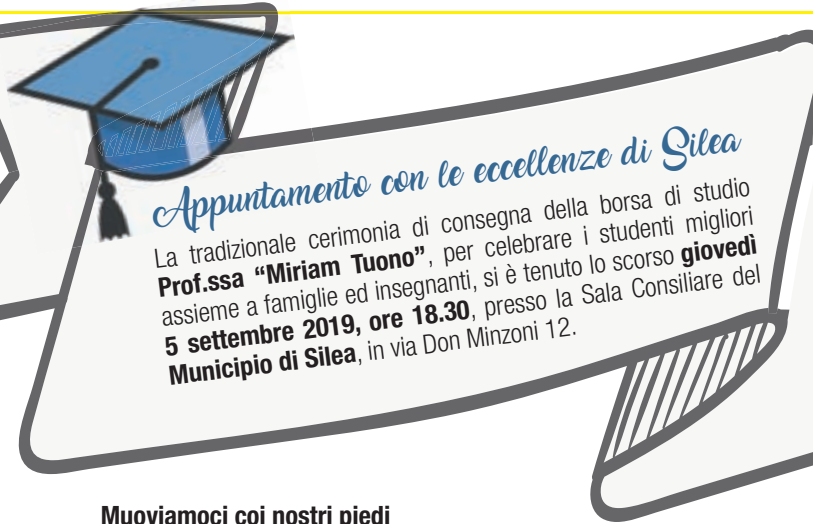 Appuntamento con le eccellenze di Silea
La tradizionale cerimonia di consegna della borsa di studio
Prof.ssa “Miriam Tuono”, per celebrare i studenti migliori
assieme a famiglie ed insegnanti, si è tenuto lo scorso giovedì
5 settembre 2019, ore 18.30, presso la Sala Consiliare del
Municipio di Silea, in via Don Minzoni 12.
Muoviamoci coi nostri piedi